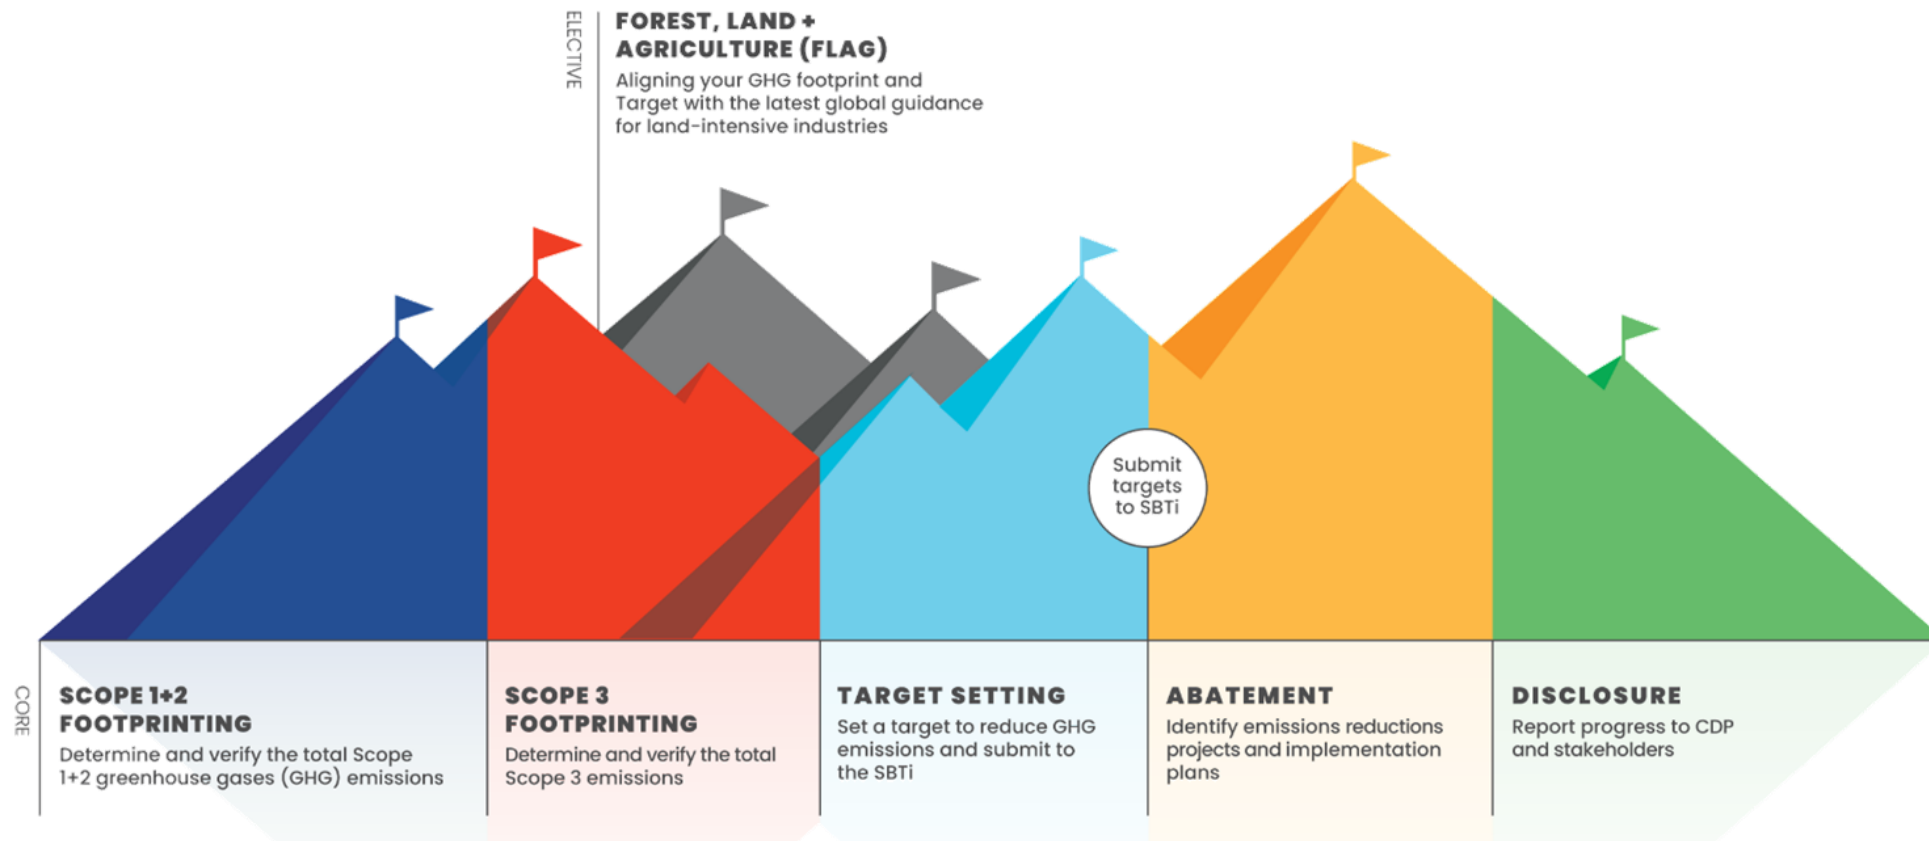 ELECTIVE
FOREST, LAND +
AGRICULTURE (FLAG)
Aligning your GHG footprint and
Target with the latest global guidance
for land-intensive industries
Submit
targets
to SBTi
CORE
SCOPE 1+2
FOOTPRINTING
Determine and verify the total Scope
1+2 greenhouse gases (GHG) emissions
SCOPE 3
FOOTPRINTING
Determine and verify the total
Scope 3 emissions
TARGET SETTING
Set a target to reduce GHG
emissions and submit to
the SBTi
ABATEMENT
Identify emissions reductions
projects and implementation
plans
DISCLOSURE
Report progress to CDP
and stakeholders